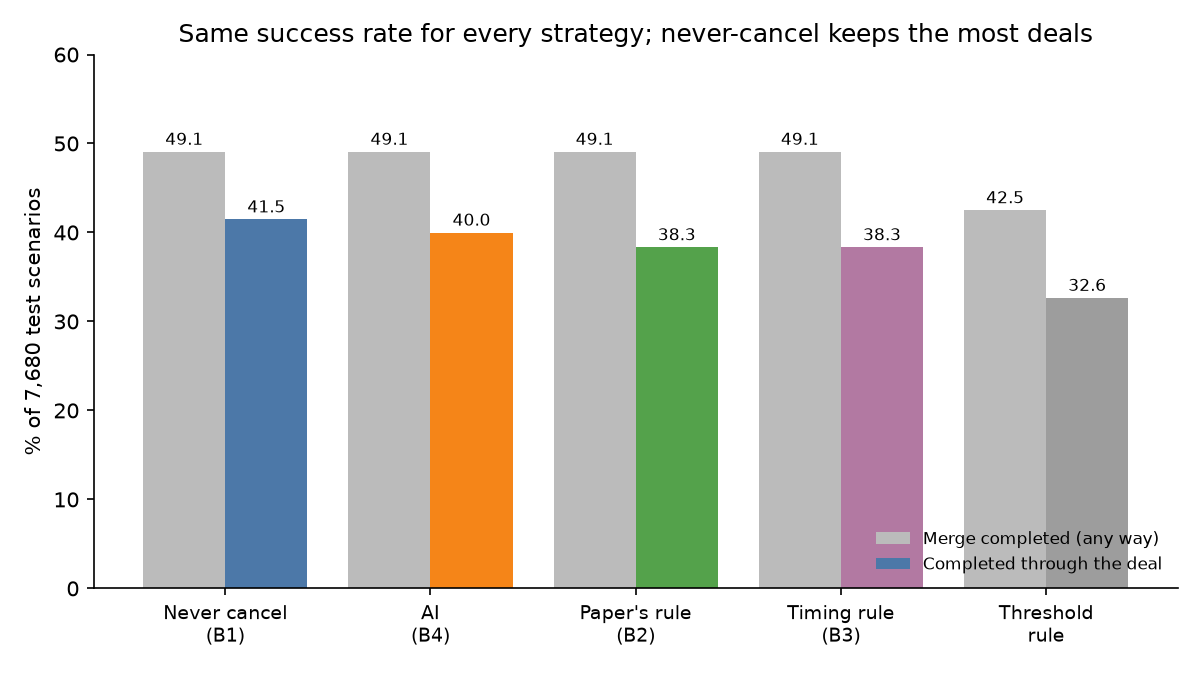 Same success rate for every strategy; never-cancel keeps the most deals
% of 7,680 test scenarios
60
50
40
30
20
10
0
49.1
41.5
49.1
40.0
49.1
38.3
49.1
38.3
42.5
32.6
Merge completed (any way)
Completed through the deal
Never cancel
(B1)
AI
(B4)
Paper's rule
(B2)
Timing rule
(B3)
Threshold
rule